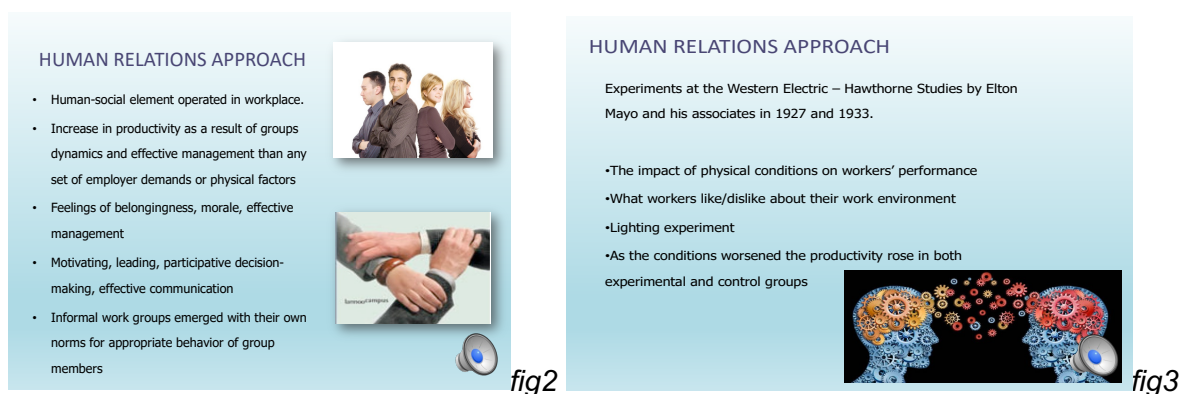 HUMAN RELATIONS APPROACH
• Human-social element operated in workplace.
• Increase in productivity as a result of groups
dynamics and effective management than any
set of employer demands or physical factors
• Feelings of belongingness, morale, effective
management
• Motivating, leading, participative decision-
making, effective communication
• Informal work groups emerged with their own
norms for appropriate behavior of group
members
lannoocampus
fig2
HUMAN RELATIONS APPROACH
Experiments at the Western Electric – Hawthorne Studies by Elton
Mayo and his associates in 1927 and 1933.
•The impact of physical conditions on workers’ performance
•What workers like/dislike about their work environment
•Lighting experiment
•As the conditions worsened the productivity rose in both
experimental and control groups
fig3